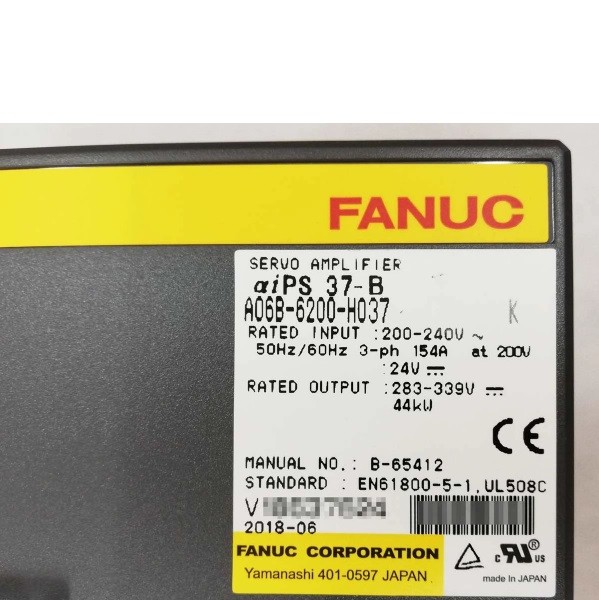 FANUC
SERVO AMPLIFIER
αiPS 37-B
A06B-6200-H037 K
RATED INPUT : 200-240V ~
50Hz/60Hz 3-ph 154A at 200V
: 24V ⎓
RATED OUTPUT : 283-339V ⎓
44kW
CE
MANUAL NO. : B-65412
STANDARD : EN61800-5-1, UL508C
2018-06
FANUC CORPORATION
Yamanashi 401-0597 JAPAN
c RU US
made in JAPAN